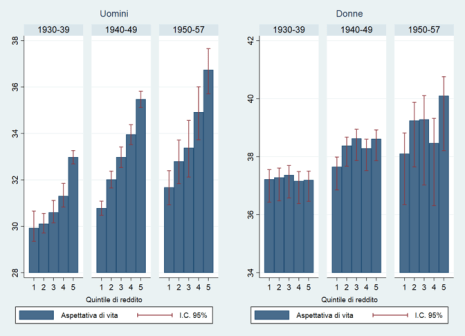 Uomini
1930-39 1940-49 1950-57
38
36
34
32
30
28
1 2 3 4 5 1 2 3 4 5 1 2 3 4 5
Quintile di reddito
Aspettativa di vita I.C. 95%
Donne
1930-39 1940-49 1950-57
42
40
38
36
34
1 2 3 4 5 1 2 3 4 5 1 2 3 4 5
Quintile di reddito
Aspettativa di vita I.C. 95%